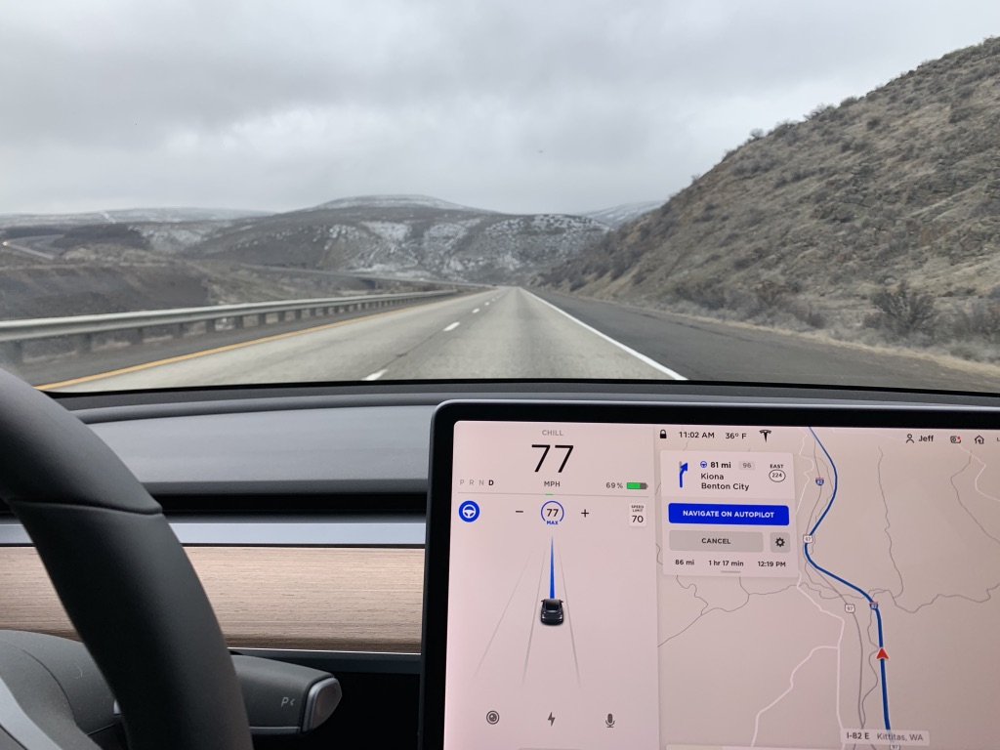 CHILL
77
MPH
P R N D
69 %
77
MAX
SPEED
LIMIT
70
11:02 AM 36° F
Jeff
81 mi 96
Kiona
Benton City
EAST
224
NAVIGATE ON AUTOPILOT
CANCEL
86 mi 1 hr 17 min 12:19 PM
97
97
I-82 E Kittitas, WA
P<